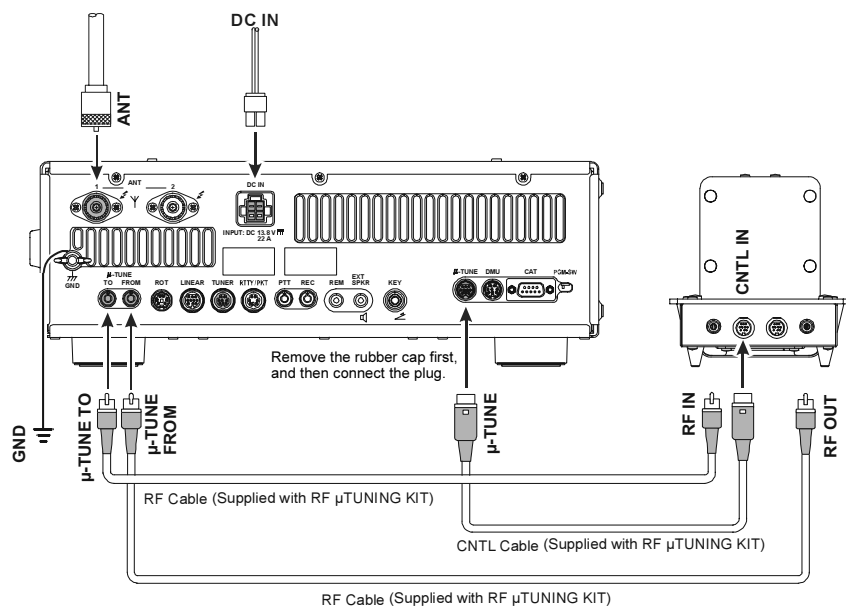 DC IN
ANT
1 ANT 2
DC IN
INPUT: DC 13.8 V
22 A
GND
µ-TUNE
TO FROM
ROT
LINEAR
TUNER
RTTY/PKT
PTT
REC
REM
EXT
SPKR
KEY
µ-TUNE
DMU
CAT
PGM-SW
CNTL IN
Remove the rubber cap first,
and then connect the plug.
GND
µ-TUNE TO
µ-TUNE
FROM
µ-TUNE
RF IN
RF OUT
RF Cable (Supplied with RF µTUNING KIT)
CNTL Cable (Supplied with RF µTUNING KIT)
RF Cable (Supplied with RF µTUNING KIT)